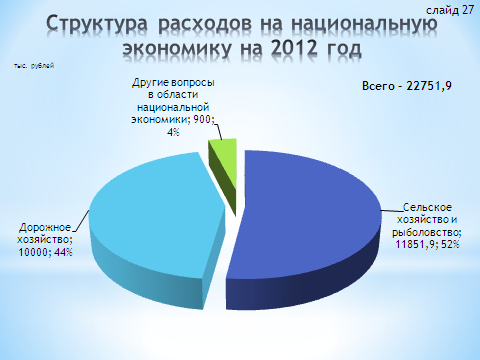 слайд 27
Структура расходов на национальную
экономику на 2012 год
тыс. рублей
Всего - 22751,9
Другие вопросы
в области
национальной
экономики; 900;
4%
Дорожное
хозяйство;
10000; 44%
Сельское
хозяйство и
рыболовство;
11851,9; 52%